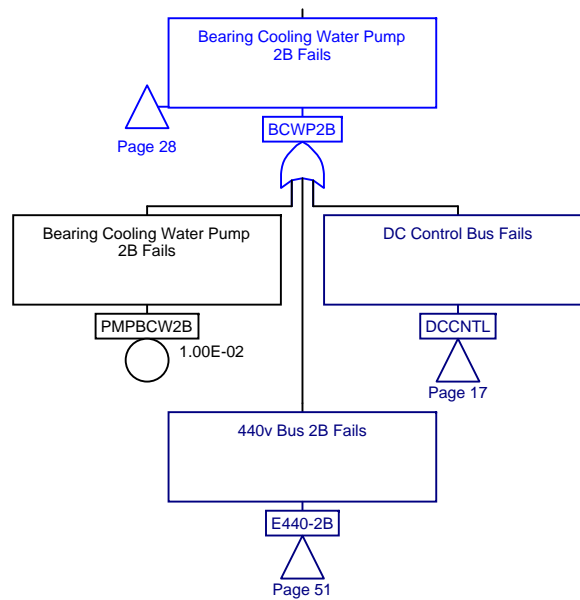 Bearing Cooling Water Pump
2B Fails
Page 28
BCWP2B
Bearing Cooling Water Pump
2B Fails
PMPBCW2B
1.00E-02
DC Control Bus Fails
DCCNTL
Page 17
440v Bus 2B Fails
E440-2B
Page 51